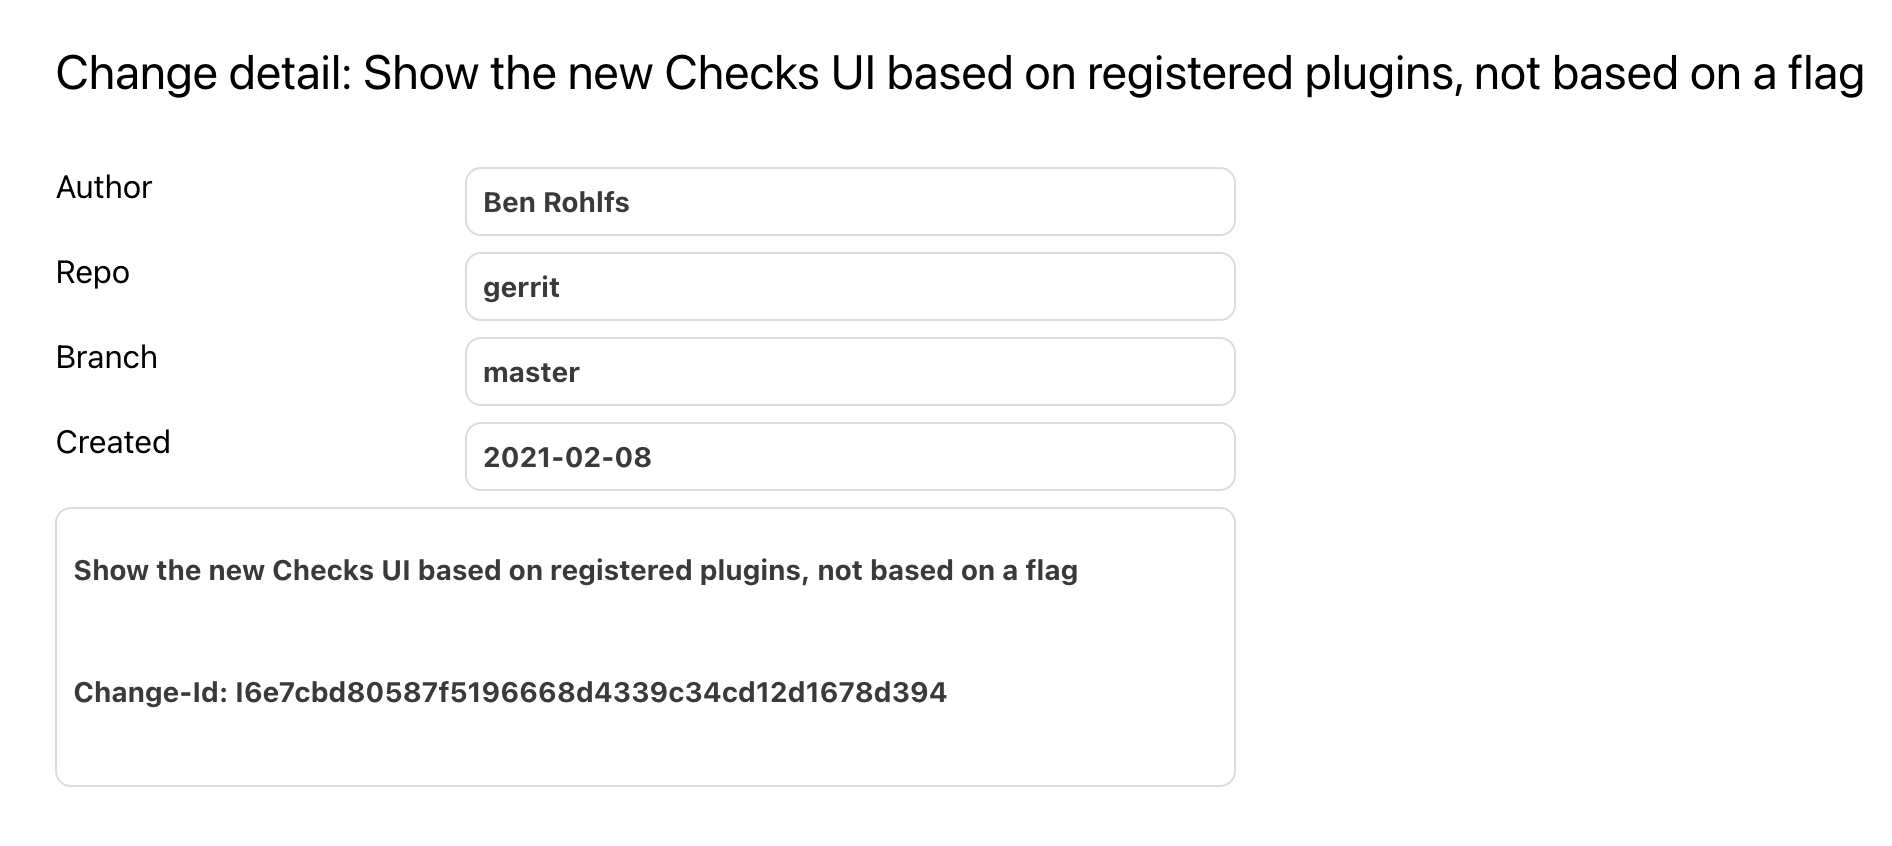 Change detail: Show the new Checks UI based on registered plugins, not based on a flag
Author
Ben Rohlfs
Repo
gerrit
Branch
master
Created
2021-02-08
Show the new Checks UI based on registered plugins, not based on a flag
Change-Id: I6e7cbd80587f5196668d4339c34cd12d1678d394